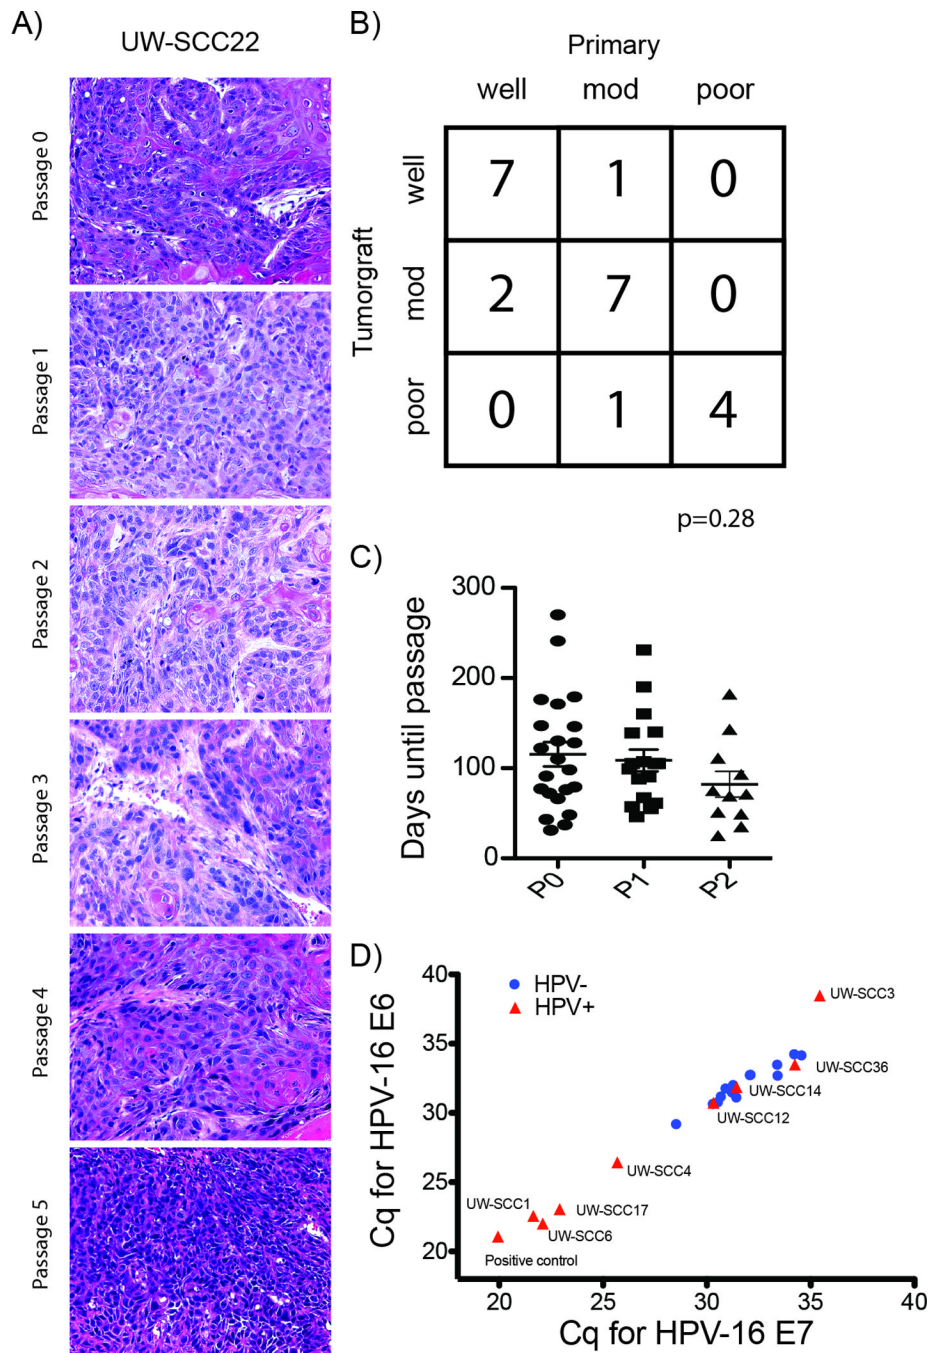 A)
UW-SCC22
Passage 0
Passage 1
Passage 2
Passage 3
Passage 4
Passage 5
B)
Primary
well mod poor
Tumorgraft
well 7 1 0
mod 2 7 0
poor 0 1 4
p=0.28
C)
Days until passage
300
200
100
0
P0 P1 P2
D)
Cq for HPV-16 E6
40
35
30
25
20
HPV-
HPV+
UW-SCC3
UW-SCC36
UW-SCC14
UW-SCC12
UW-SCC4
UW-SCC1
UW-SCC17
UW-SCC6
Positive control
20 25 30 35 40
Cq for HPV-16 E7